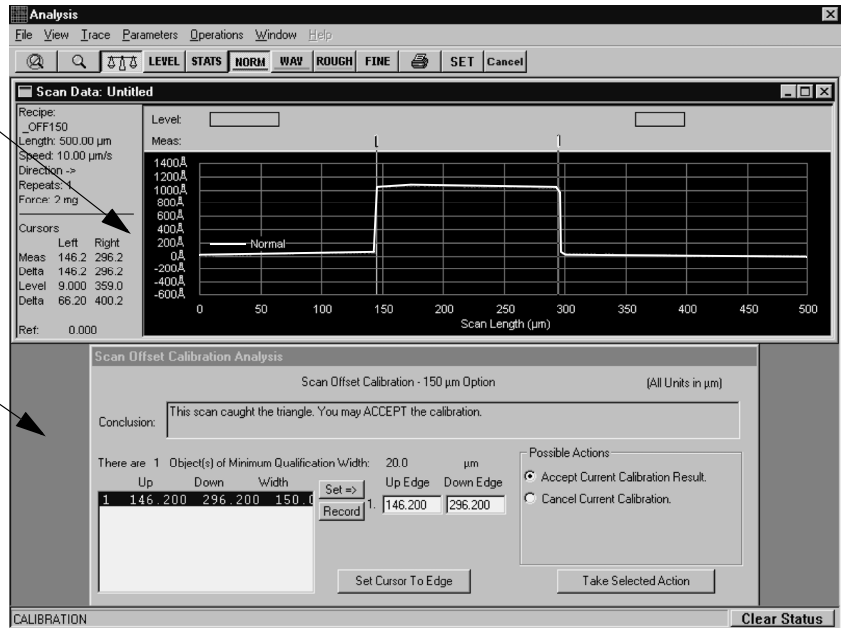 Analysis
File View Trace Parameters Operations Window Help
LEVEL STATS NORM WAV ROUGH FINE SET Cancel
Scan Data: Untitled
Recipe:
_OFF150
Length: 500.00 µm
Speed: 10.00 µm/s
Direction ->
Repeats: 1
Force: 2 mg
Cursors
Left Right
Meas 146.2 296.2
Delta 146.2 296.2
Level 9.000 359.0
Delta 66.20 400.2
Ref: 0.000
Level:
Meas:
1400Å
1200Å
1000Å
800Å
600Å
400Å
200Å
0Å
-200Å
-400Å
-600Å
Normal
0 50 100 150 200 250 300 350 400 450 500
Scan Length (µm)
Scan Offset Calibration Analysis
Scan Offset Calibration - 150 µm Option (All Units in µm)
Conclusion: This scan caught the triangle. You may ACCEPT the calibration.
There are 1 Object(s) of Minimum Qualification Width: 20.0 µm
Up Down Width
1 146.200 296.200 150.0
Set =>
Record
Up Edge Down Edge
1. 146.200 296.200
Possible Actions
Accept Current Calibration Result.
Cancel Current Calibration.
Set Cursor To Edge
Take Selected Action
CALIBRATION
Clear Status